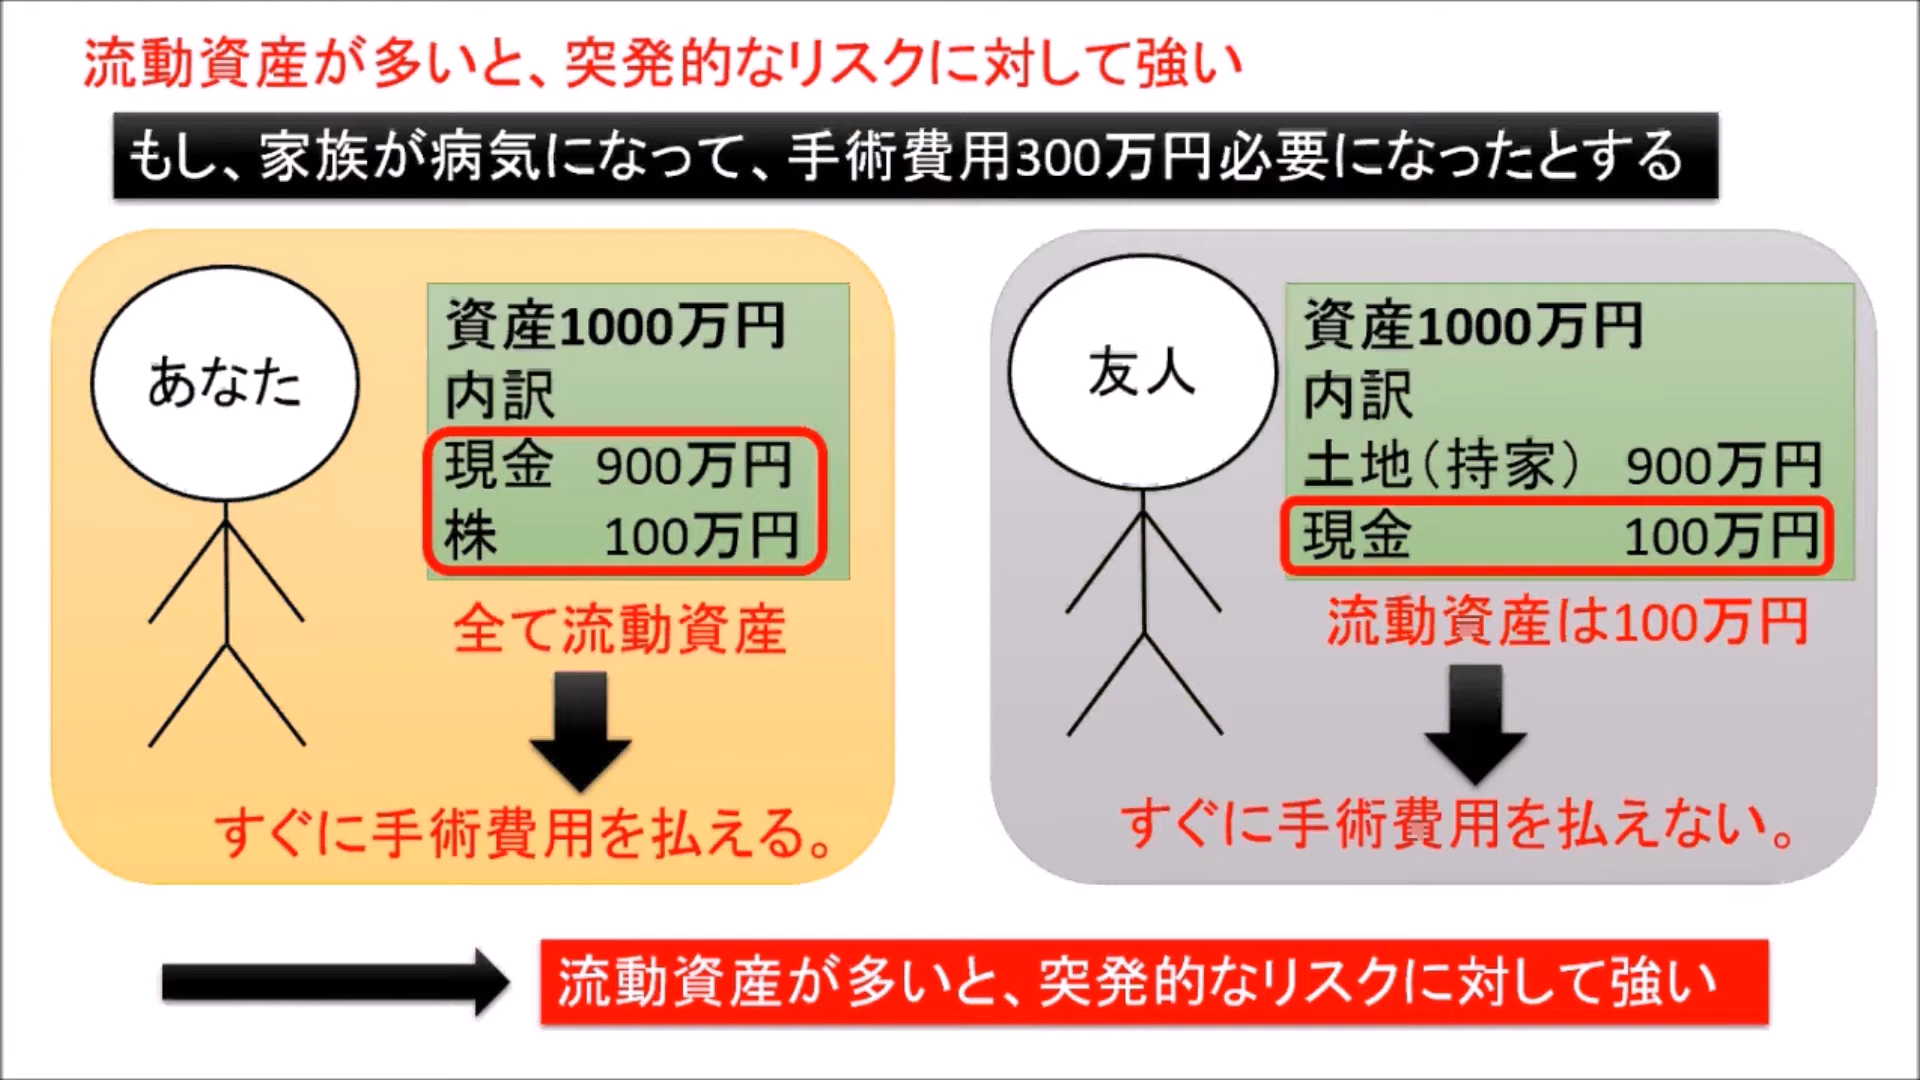 流動資産が多いと、突発的なリスクに対して強い
もし、家族が病気になって、手術費用300万円必要になったとする
あなた
資産1000万円
内訳
現金 900万円
株 100万円
全て流動資産
すぐに手術費用を払える。
友人
資産1000万円
内訳
土地(持家) 900万円
現金 100万円
流動資産は100万円
すぐに手術費用を払えない。
流動資産が多いと、突発的なリスクに対して強い